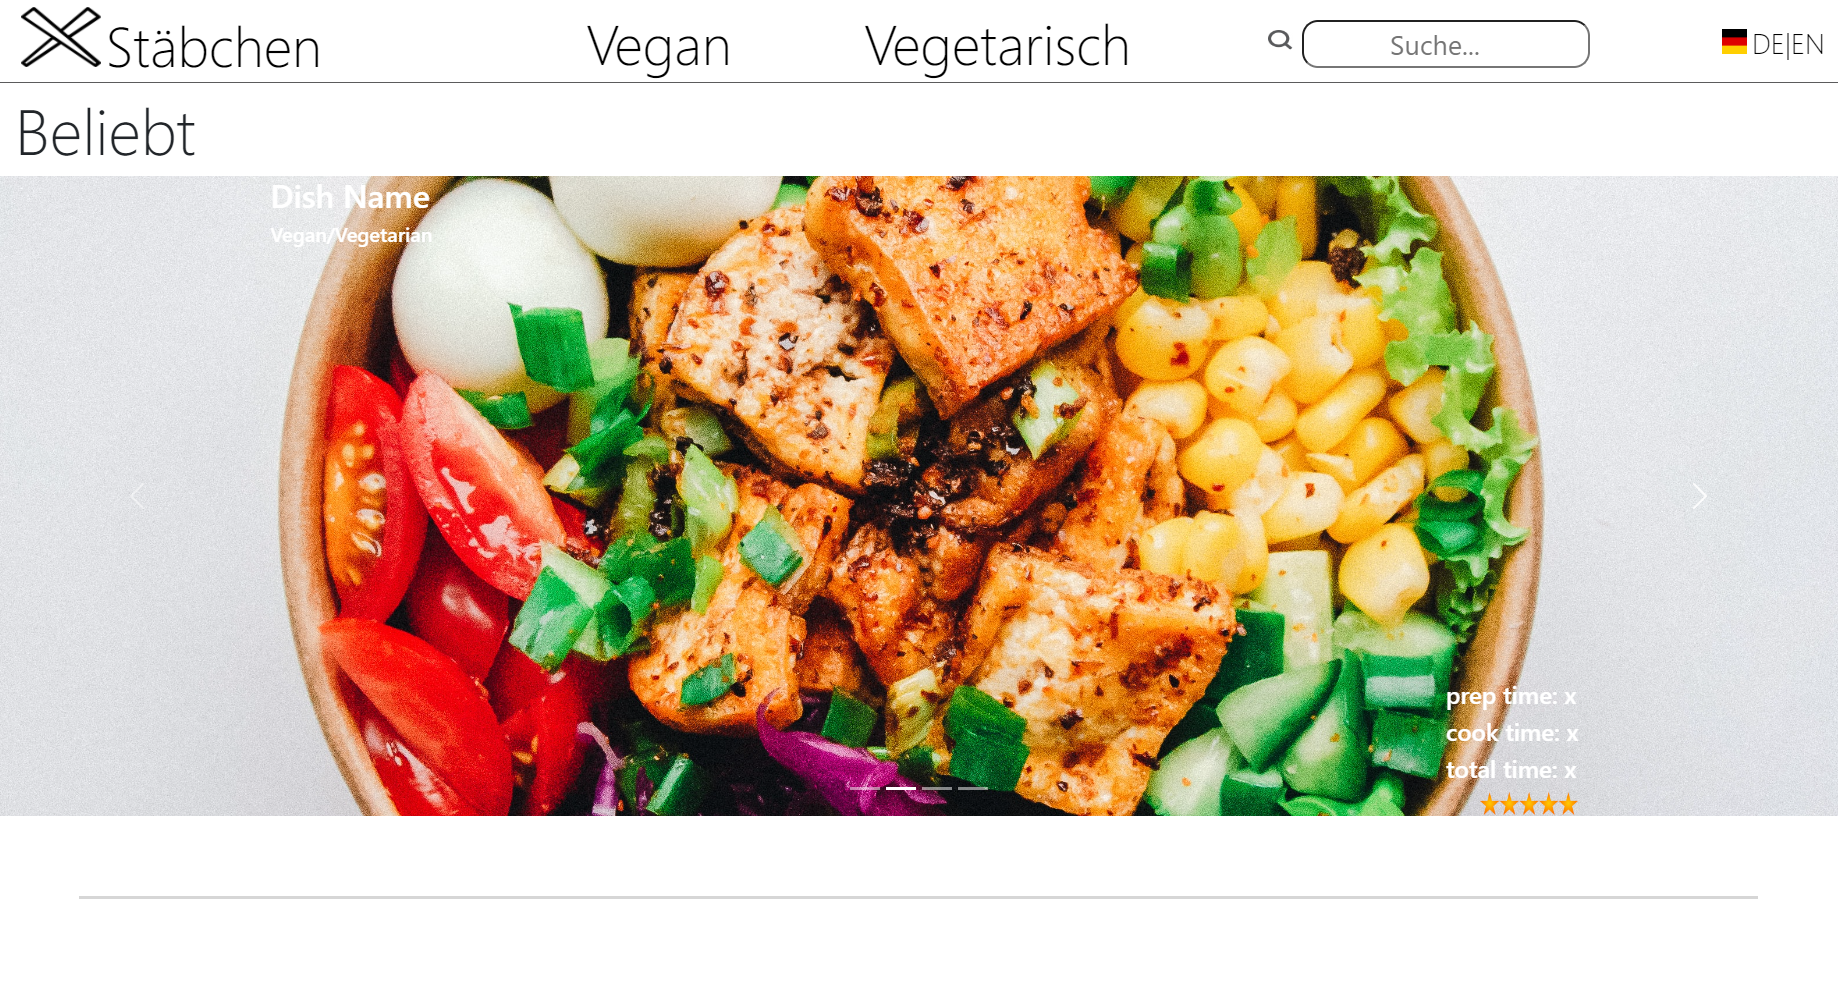 Stäbchen
Vegan
Vegetarisch
Suche...
DE|EN
Beliebt
Dish Name
Vegan/Vegetarian
prep time: x
cook time: x
total time: x